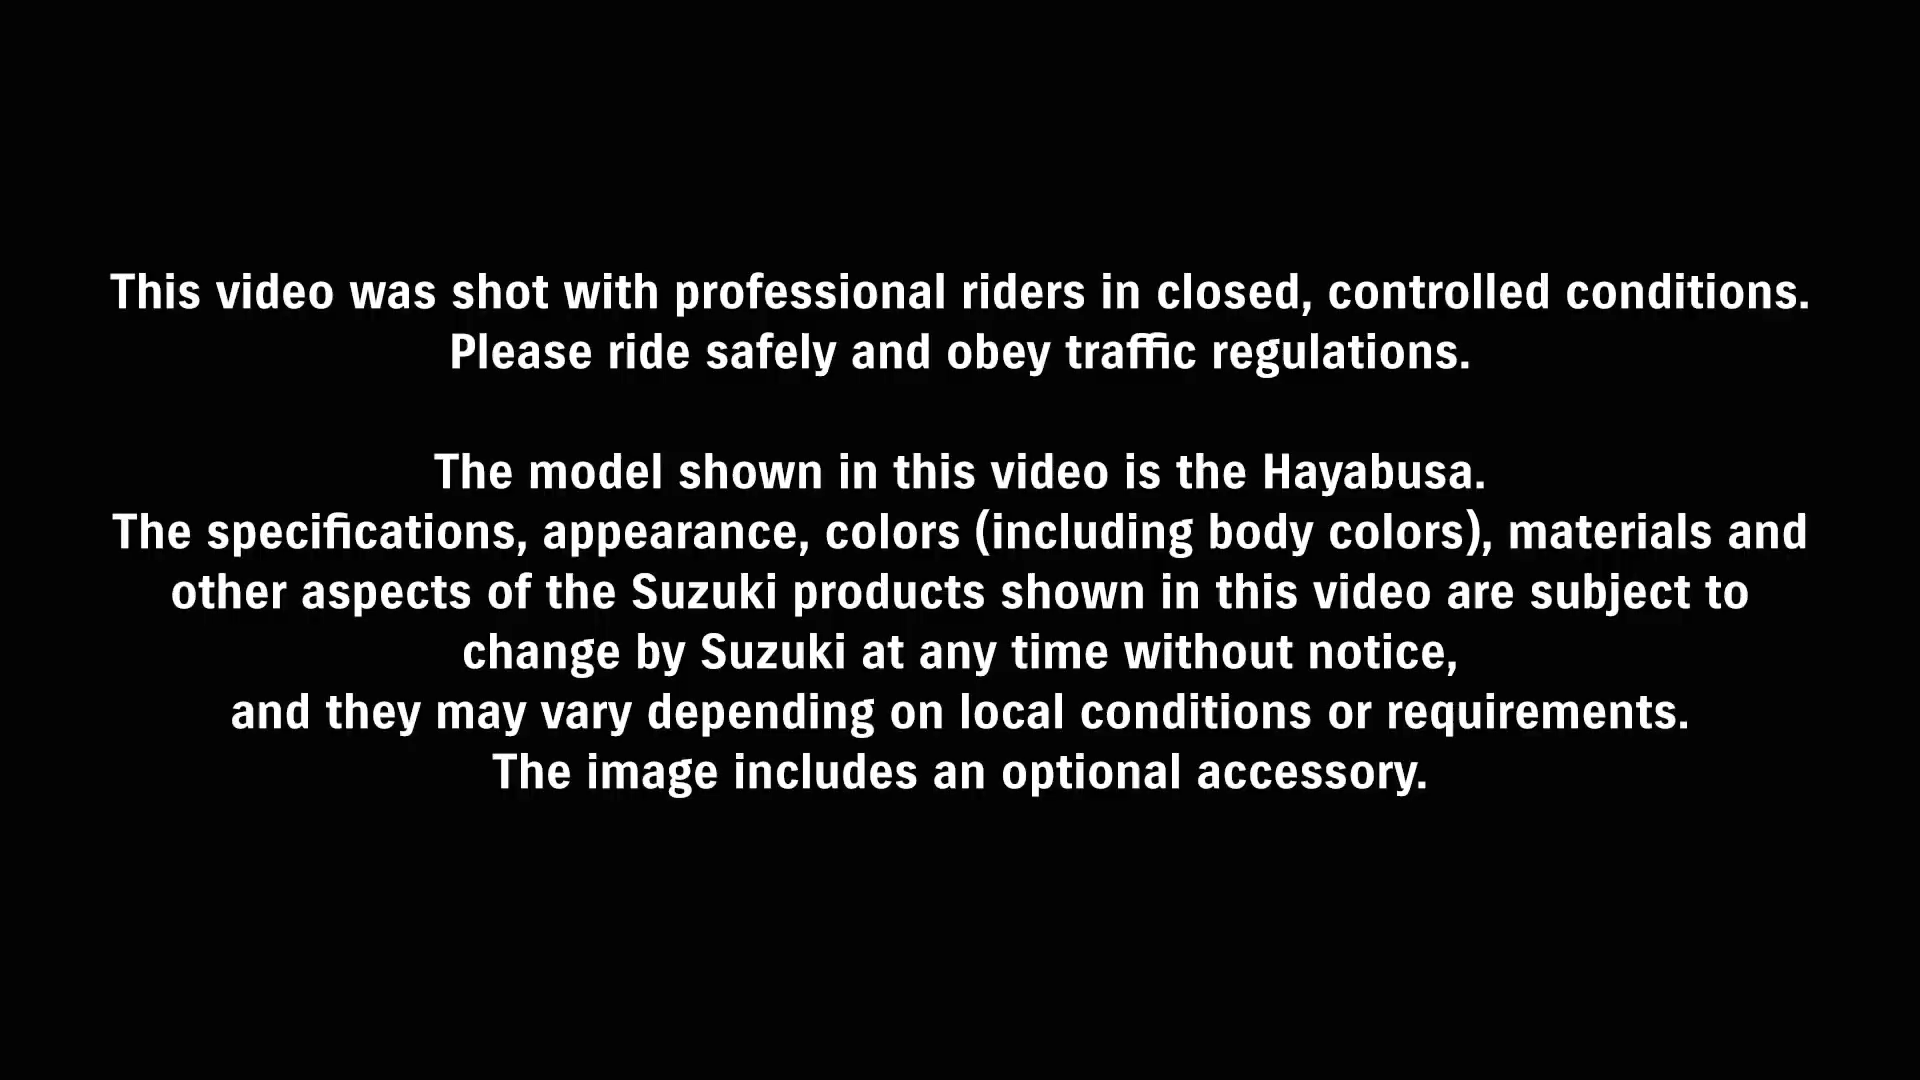 This video was shot with professional riders in closed, controlled conditions.
Please ride safely and obey traffic regulations.
The model shown in this video is the Hayabusa.
The specifications, appearance, colors (including body colors), materials and
other aspects of the Suzuki products shown in this video are subject to
change by Suzuki at any time without notice,
and they may vary depending on local conditions or requirements.
The image includes an optional accessory.